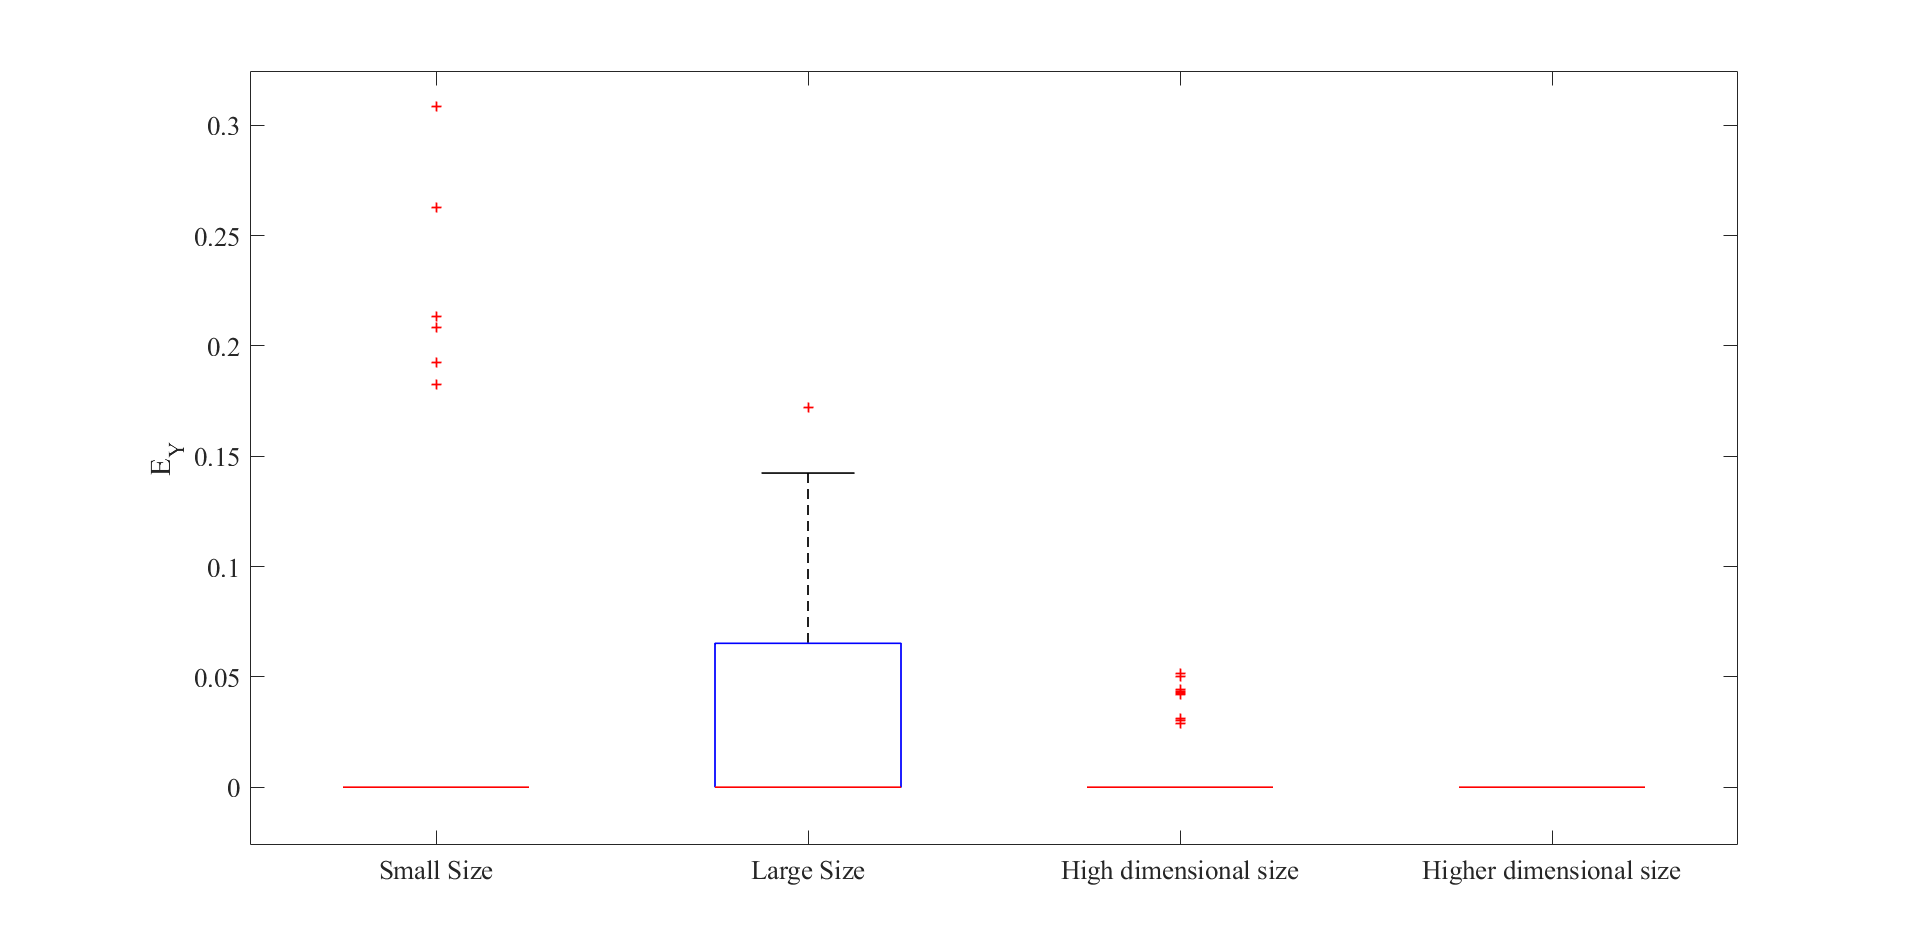 0.3
0.25
0.2
0.15
0.1
0.05
0
E_Y
Small Size
Large Size
High dimensional size
Higher dimensional size